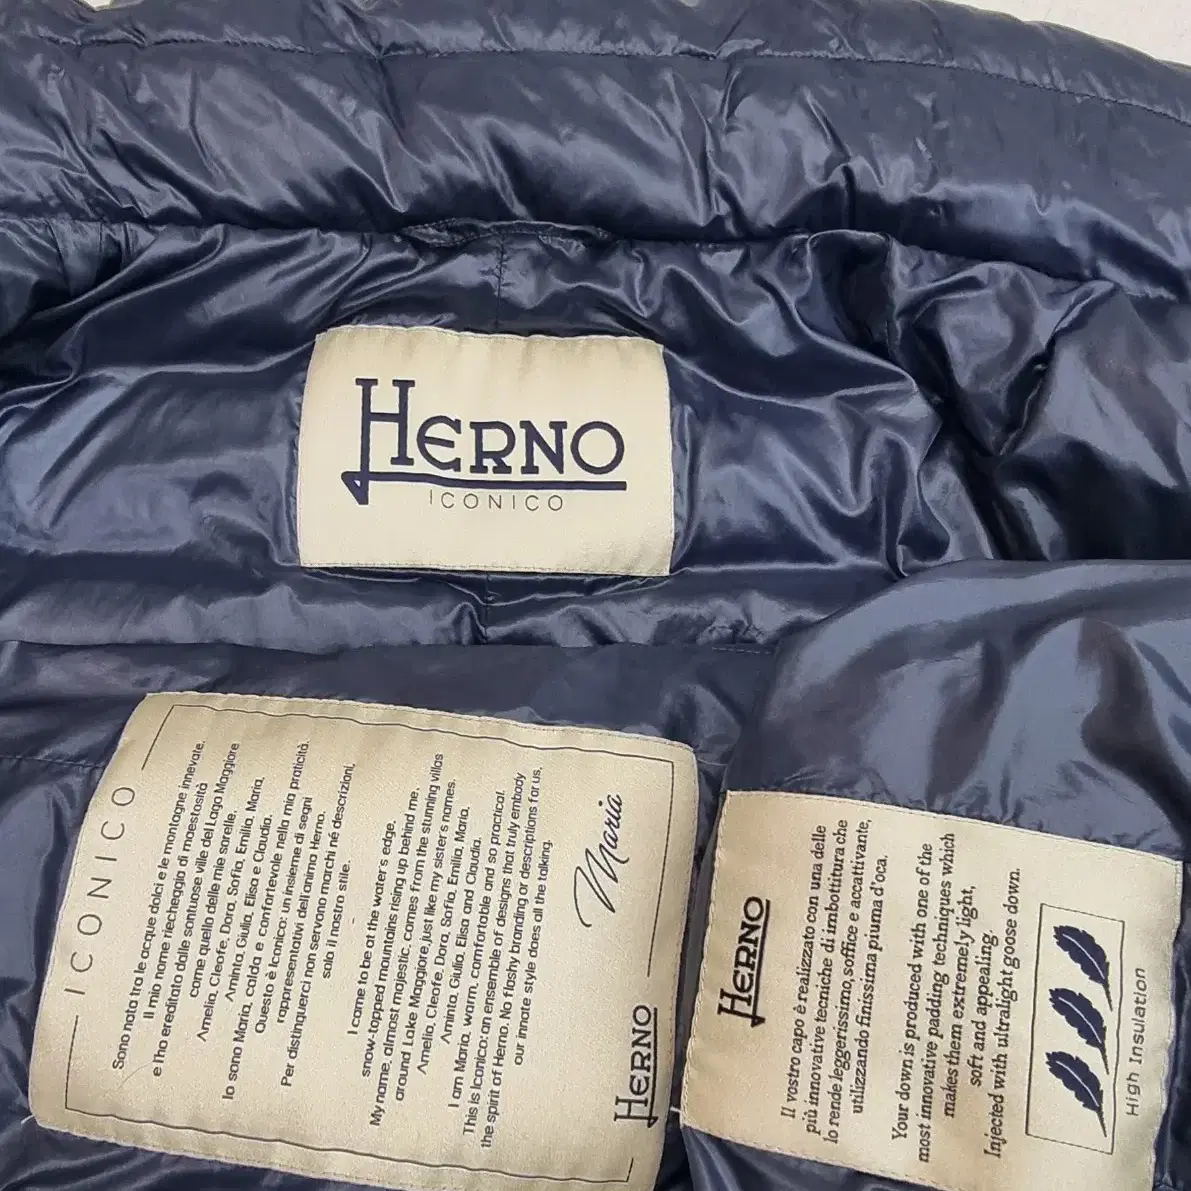 HERNO
ICONICO
ICONICO
Sono nata tra le acque dolci e le montagne innevate.
Il mio nome riecheggia di maestosità
e l'ho ereditato dalle sontuose ville del Lago Maggiore
come quello delle mie sorelle.
Amelia, Cleofe, Dora, Sofia, Emilia, Maria,
Aminta, Giulia, Elisa e Claudia.
Io sono Maria, calda e confortevole nella mia praticità.
Questo è Iconico: un insieme di segni
rappresentativi dell'anima Herno.
Per distinguerci non servono marchi né descrizioni,
solo il nostro stile.
I came to be at the water's edge.
snow-topped mountains rising up behind me.
My name, almost majestic, comes from the stunning villas
around Lake Maggiore, just like my sister's names.
Amelia, Cleofe, Dora, Sofia, Emilia, Maria,
Aminta, Giulia, Elisa and Claudia.
I am Maria, warm, comfortable and so practical.
This is Iconico: an ensemble of designs that truly embody
the spirit of Herno. No flashy branding or descriptions for us,
our innate style does all the talking.
Maria
HERNO
HERNO
Il vostro capo è realizzato con una delle
più innovative tecniche di imbottitura che
lo rende leggerissimo, soffice e accattivante,
utilizzando finissima piuma d'oca.
Your down is produced with one of the
most innovative padding techniques which
makes them extremely light,
soft and appealing.
Injected with ultralight goose down.
High Insulation